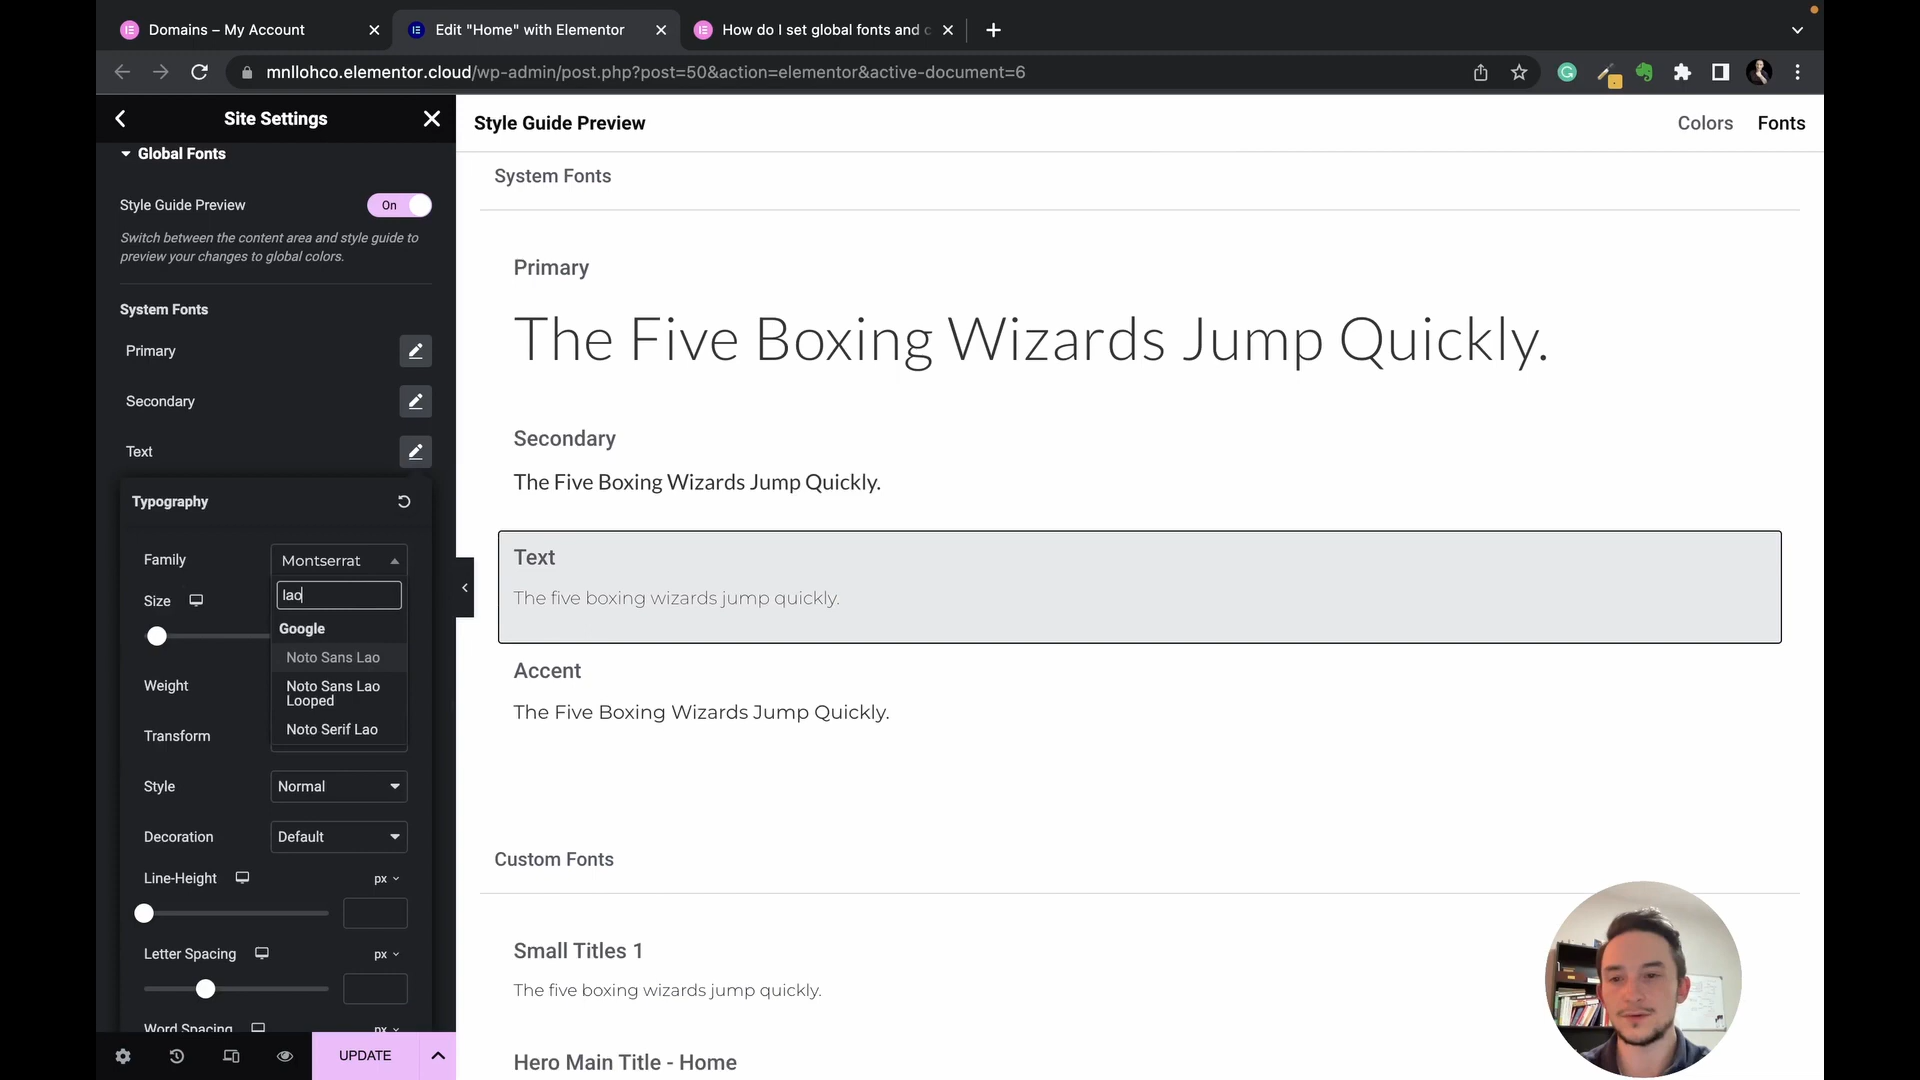 Domains – My Account
Edit "Home" with Elementor
How do I set global fonts and c
mnllohco.elementor.cloud/wp-admin/post.php?post=50&action=elementor&active-document=6
Site Settings
Global Fonts
Style Guide Preview
On
Switch between the content area and style guide to
preview your changes to global colors.
System Fonts
Primary
Secondary
Text
Typography
Family
Montserrat
lao
Size
Google
Noto Sans Lao
Weight
Noto Sans Lao
Looped
Noto Serif Lao
Transform
Style
Normal
Decoration
Default
Line-Height
px
Letter Spacing
px
Word Spacing
px
UPDATE
Style Guide Preview
Colors
Fonts
System Fonts
Primary
The Five Boxing Wizards Jump Quickly.
Secondary
The Five Boxing Wizards Jump Quickly.
Text
The five boxing wizards jump quickly.
Accent
The Five Boxing Wizards Jump Quickly.
Custom Fonts
Small Titles 1
The five boxing wizards jump quickly.
Hero Main Title - Home